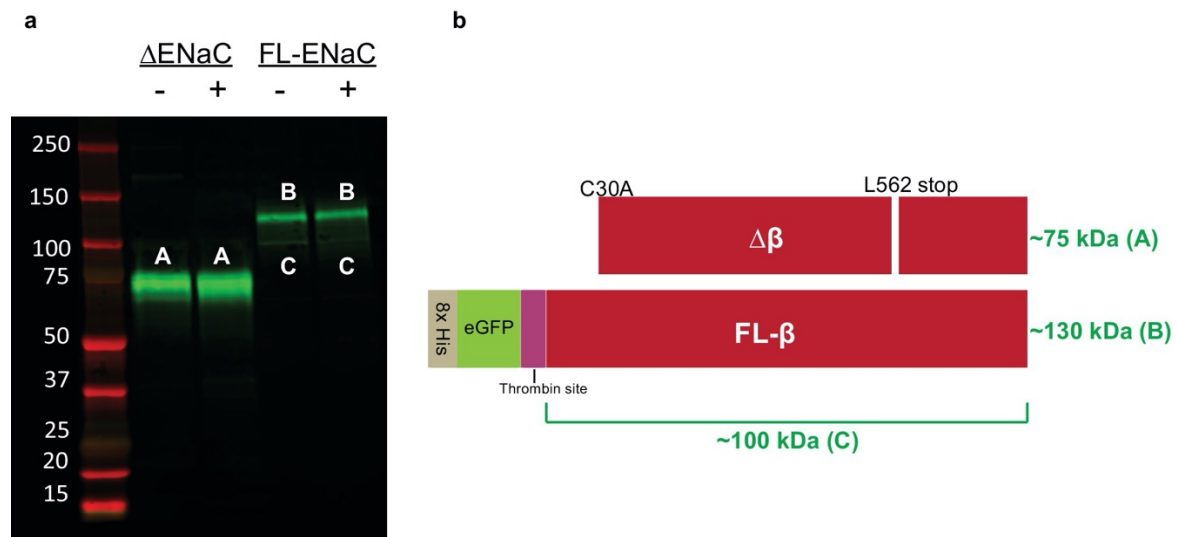 a
ΔENaC FL-ENaC
- + - +
250
150
100
75
50
37
25
20
15
A A B B
C C
b
C30A L562 stop
Δβ
~75 kDa (A)
8x His
eGFP
FL-β
~130 kDa (B)
Thrombin site
~100 kDa (C)